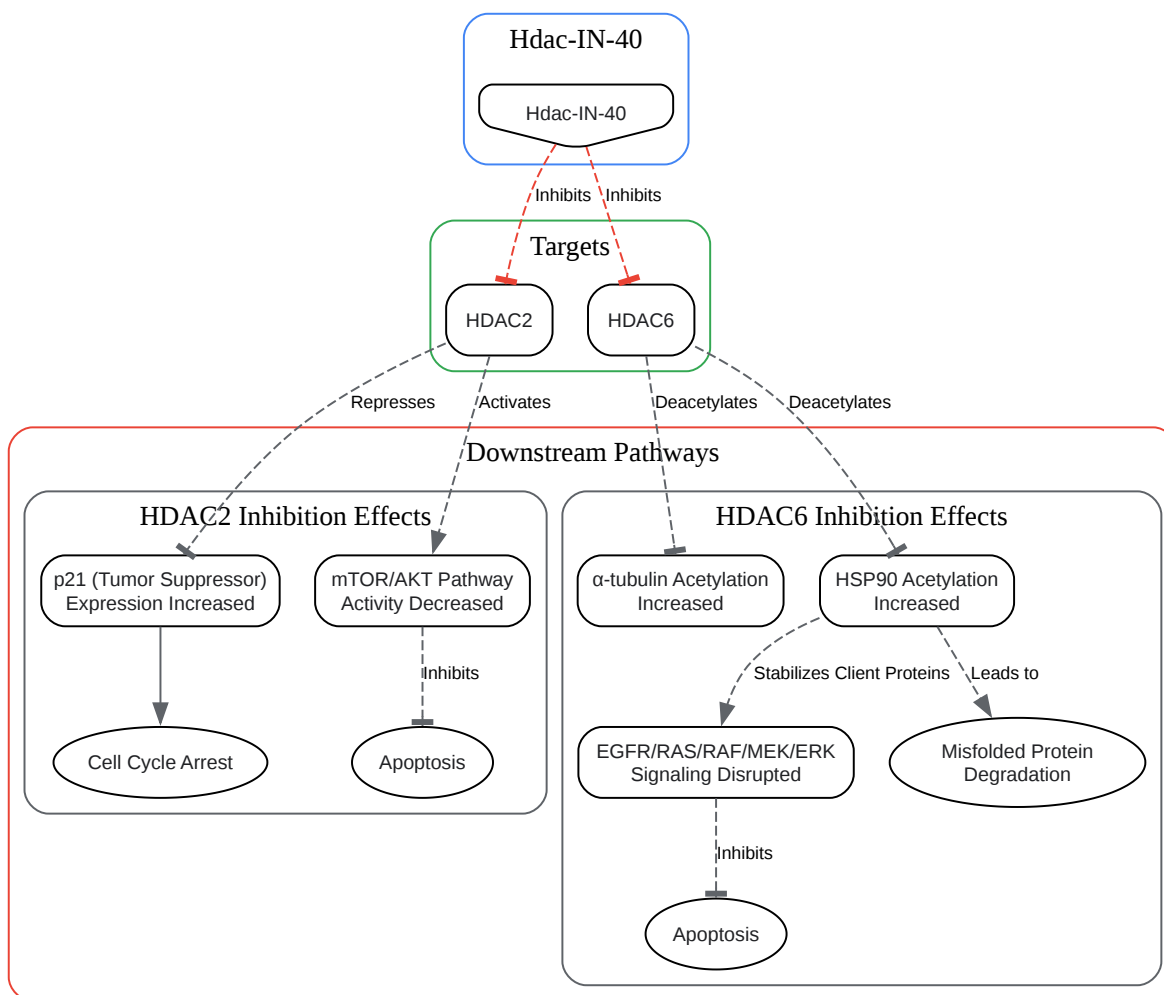 Hdac-IN-40
Hdac-IN-40
Inhibits
Inhibits
Targets
HDAC2
HDAC6
Represses
Activates
Deacetylates
Deacetylates
Downstream Pathways
HDAC2 Inhibition Effects
HDAC6 Inhibition Effects
p21 (Tumor Suppressor)
Expression Increased
mTOR/AKT Pathway
Activity Decreased
α-tubulin Acetylation
Increased
HSP90 Acetylation
Increased
Inhibits
Stabilizes Client Proteins
Leads to
Cell Cycle Arrest
Apoptosis
EGFR/RAS/RAF/MEK/ERK
Signaling Disrupted
Misfolded Protein
Degradation
Inhibits
Apoptosis